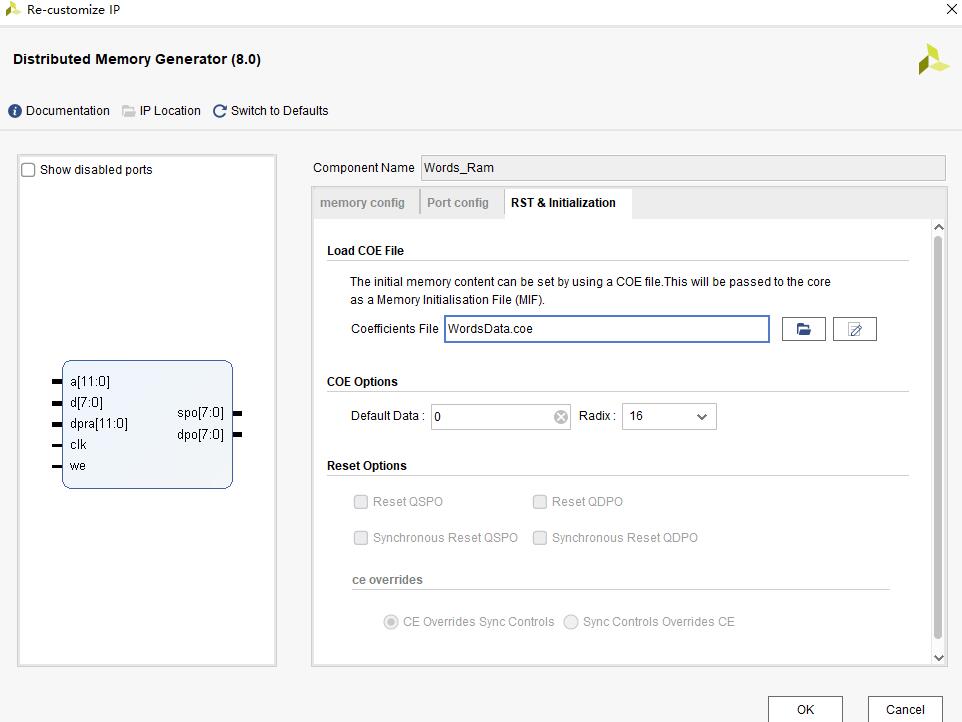 Re-customize IP
Distributed Memory Generator (8.0)
Documentation IP Location Switch to Defaults
Show disabled ports
a[11:0]
d[7:0]
dpra[11:0]
clk
we
spo[7:0]
dpo[7:0]
Component Name Words_Ram
memory config Port config RST & Initialization
Load COE File
The initial memory content can be set by using a COE file.This will be passed to the core
as a Memory Initialisation File (MIF).
Coefficients File WordsData.coe
COE Options
Default Data : 0 Radix : 16
Reset Options
Reset QSPO Reset QDPO
Synchronous Reset QSPO Synchronous Reset QDPO
ce overrides
CE Overrides Sync Controls Sync Controls Overrides CE
OK Cancel